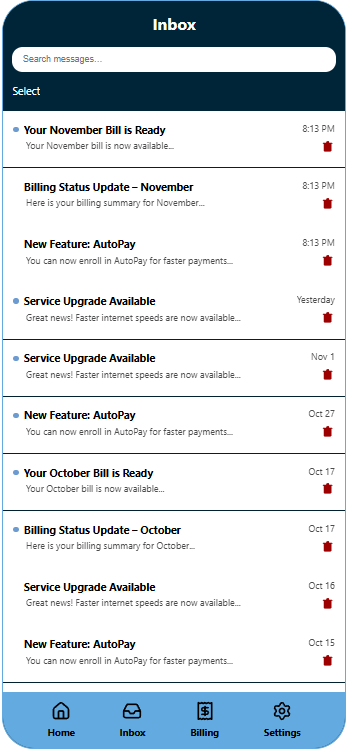 Inbox
Search messages...
Select
Your November Bill is Ready 8:13 PM
Your November bill is now available...
Billing Status Update – November 8:13 PM
Here is your billing summary for November...
New Feature: AutoPay 8:13 PM
You can now enroll in AutoPay for faster payments...
Service Upgrade Available Yesterday
Great news! Faster internet speeds are now available...
Service Upgrade Available Nov 1
Great news! Faster internet speeds are now available...
New Feature: AutoPay Oct 27
You can now enroll in AutoPay for faster payments...
Your October Bill is Ready Oct 17
Your October bill is now available...
Billing Status Update – October Oct 17
Here is your billing summary for October...
Service Upgrade Available Oct 16
Great news! Faster internet speeds are now available...
New Feature: AutoPay Oct 15
You can now enroll in AutoPay for faster payments...
Home Inbox Billing Settings